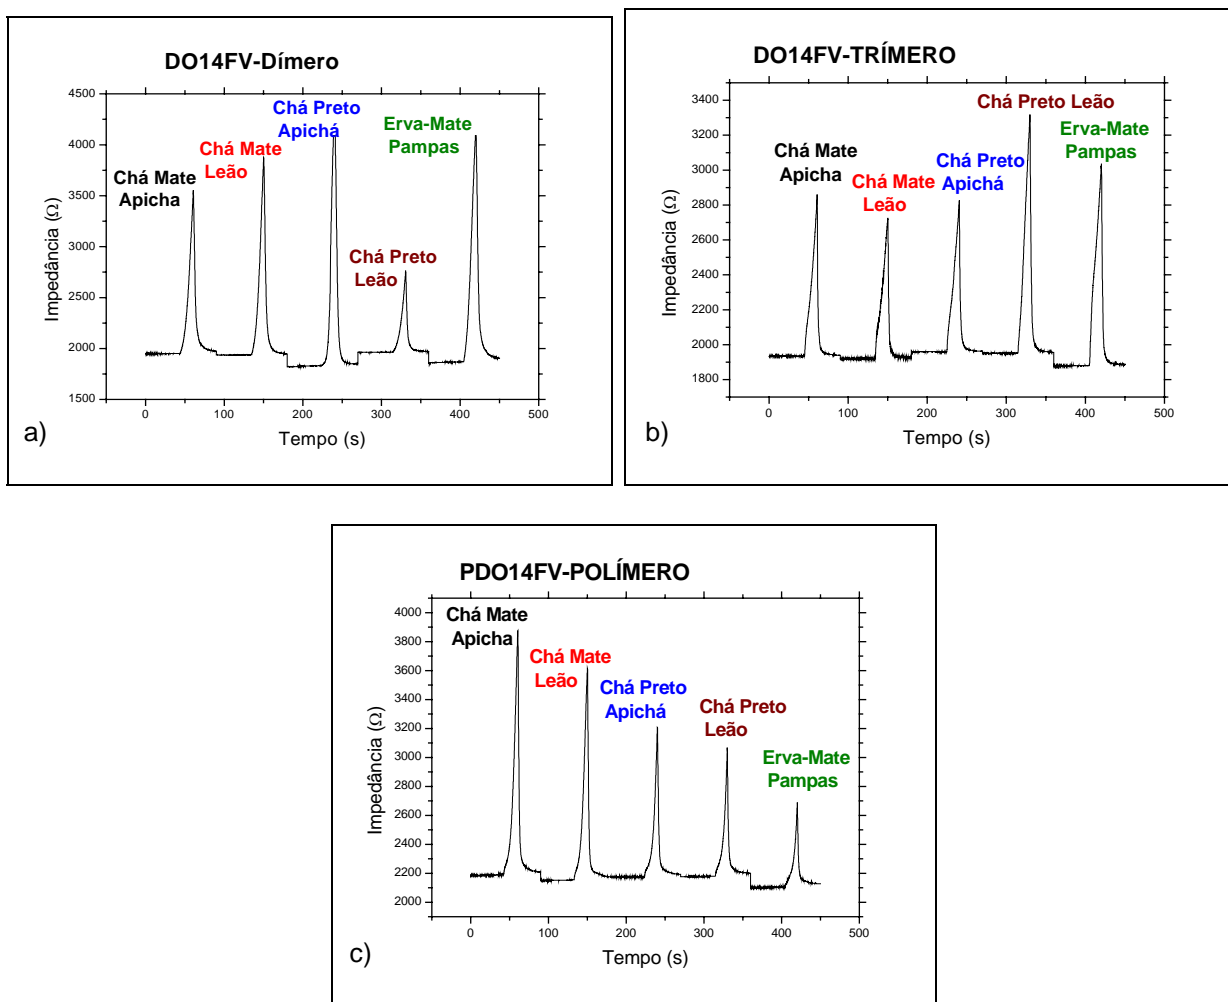 DO14FV-Dímero
4500
4000
3500
3000
2500
2000
1500
Impedância (Ω)
Chá Mate
Apicha
Chá Mate
Leão
Chá Preto
Apichá
Chá Preto
Leão
Erva-Mate
Pampas
0 100 200 300 400 500
Tempo (s)
a)
DO14FV-TRÍMERO
3400
3200
3000
2800
2600
2400
2200
2000
1800
Impedância (Ω)
Chá Mate
Apicha
Chá Mate
Leão
Chá Preto
Apichá
Chá Preto Leão
Erva-Mate
Pampas
0 100 200 300 400 500
Tempo (s)
b)
PDO14FV-POLÍMERO
4000
3800
3600
3400
3200
3000
2800
2600
2400
2200
2000
Impedância (Ω)
Chá Mate
Apicha
Chá Mate
Leão
Chá Preto
Apichá
Chá Preto
Leão
Erva-Mate
Pampas
0 100 200 300 400 500
Tempo (s)
c)